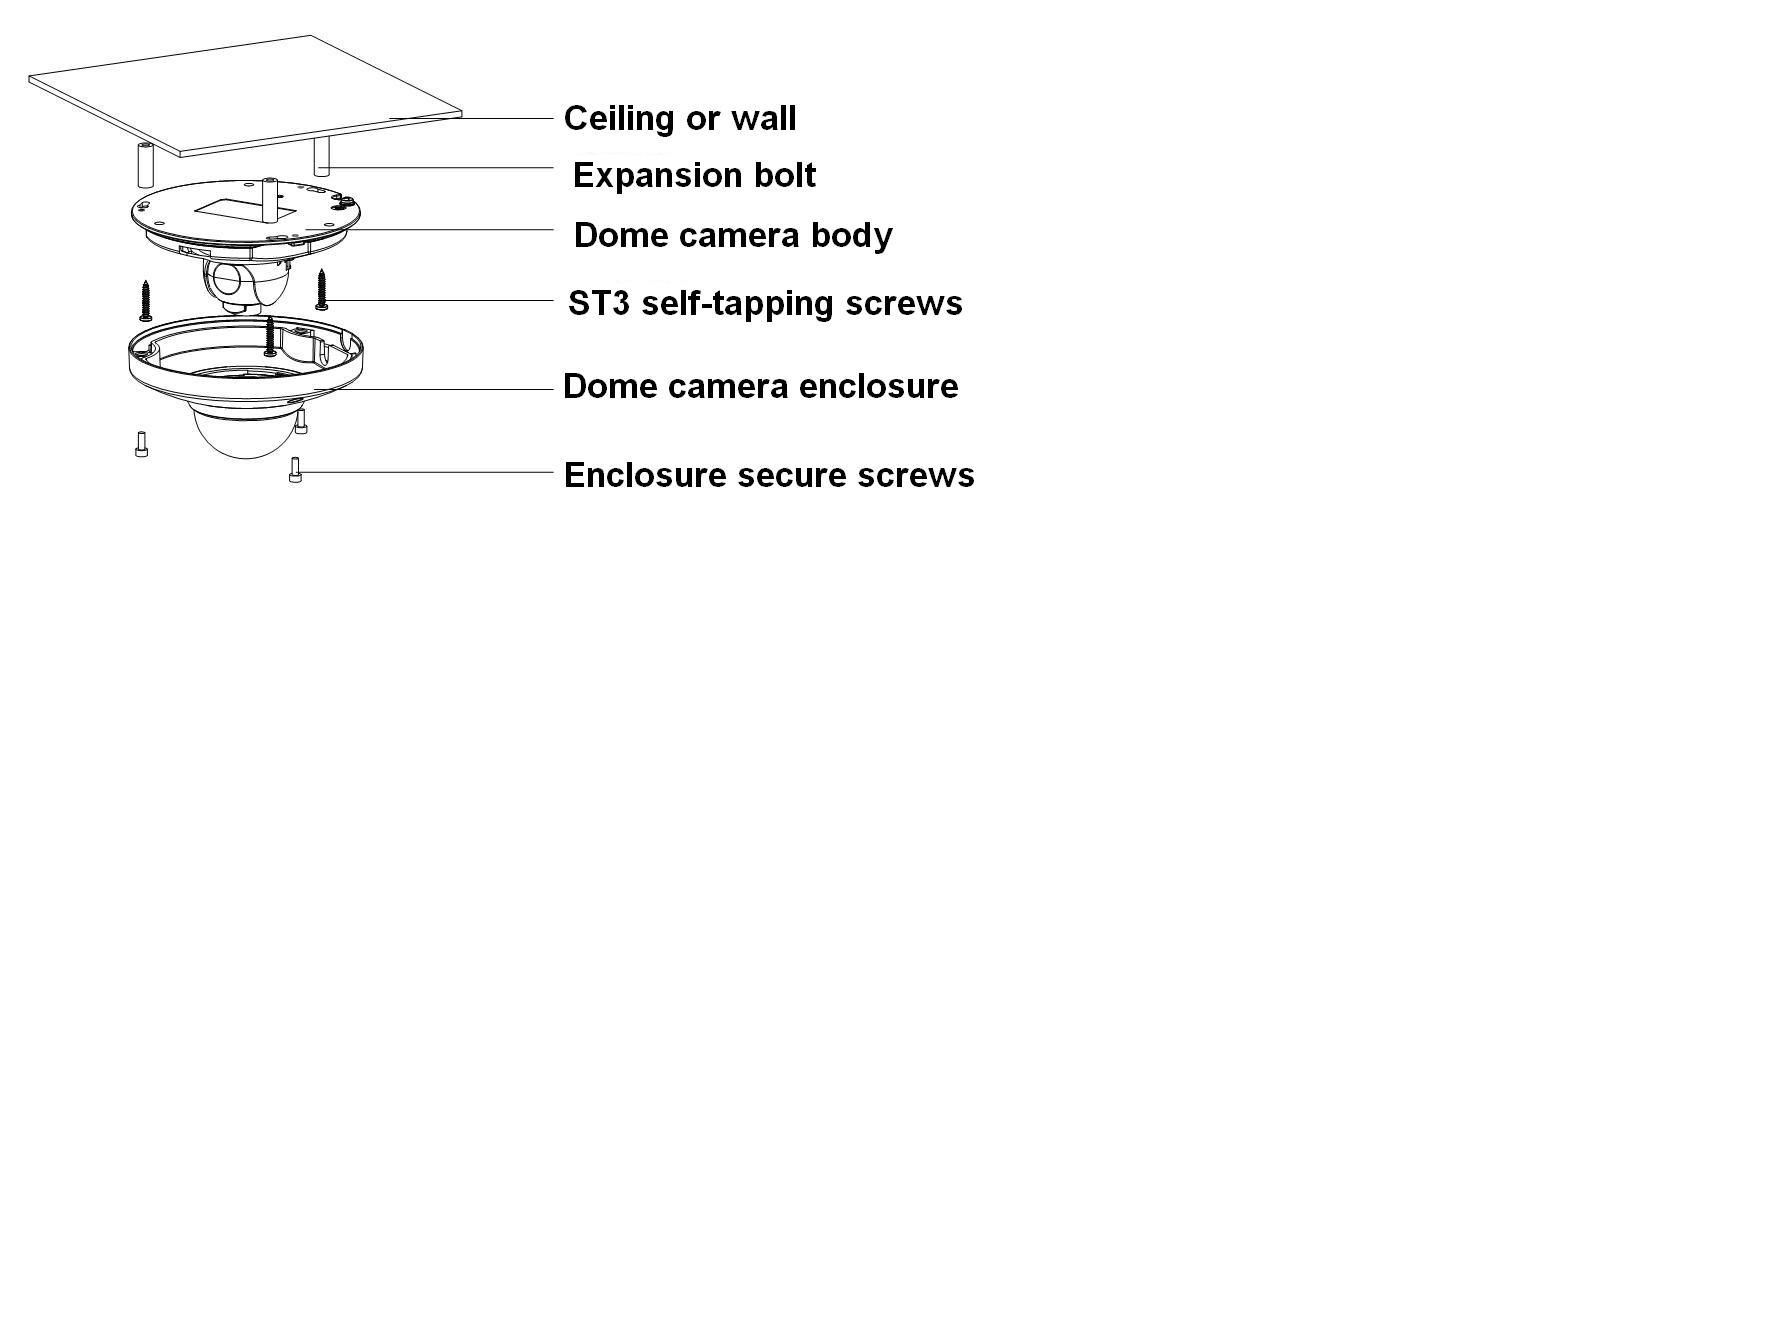 Ceiling or wall
Expansion bolt
Dome camera body
ST3 self-tapping screws
Dome camera enclosure
Enclosure secure screws